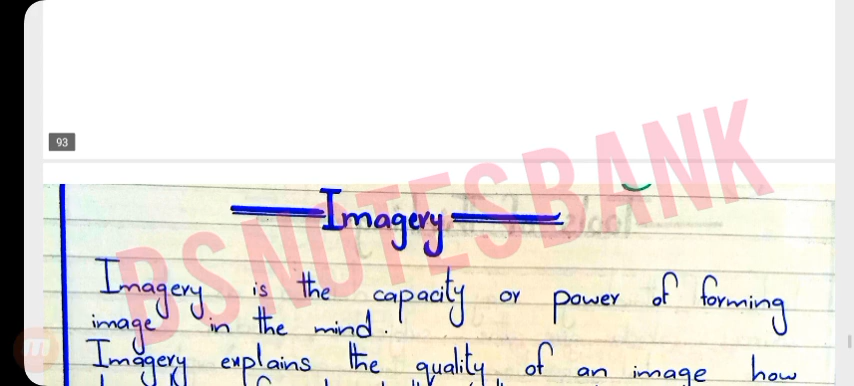 93
BSNOTESBANK
Imagery
Imagery is the capacity or power of forming
image in the mind.
Imagery explains the quality of an image how